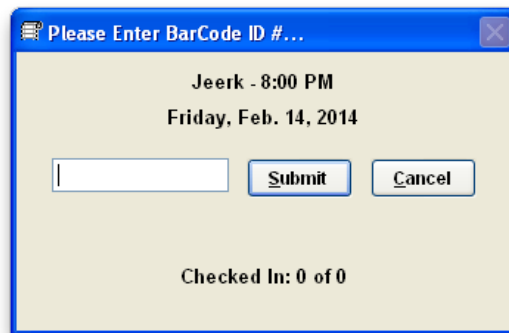 Please Enter BarCode ID #...
Jeerk - 8:00 PM
Friday, Feb. 14, 2014
Submit Cancel
Checked In: 0 of 0